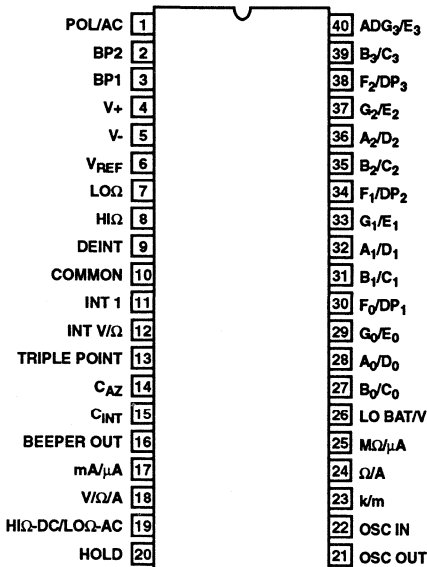 POL/AC 1 40 ADG3/E3
BP2 2 39 B3/C3
BP1 3 38 F2/DP3
V+ 4 37 G2/E2
V- 5 36 A2/D2
VREF 6 35 B2/C2
LOΩ 7 34 F1/DP2
HIΩ 8 33 G1/E1
DEINT 9 32 A1/D1
COMMON 10 31 B1/C1
INT 1 11 30 F0/DP1
INT V/Ω 12 29 G0/E0
TRIPLE POINT 13 28 A0/D0
CAZ 14 27 B0/C0
CINT 15 26 LO BAT/V
BEEPER OUT 16 25 MΩ/μA
mA/μA 17 24 Ω/A
V/Ω/A 18 23 k/m
HIΩ-DC/LOΩ-AC 19 22 OSC IN
HOLD 20 21 OSC OUT